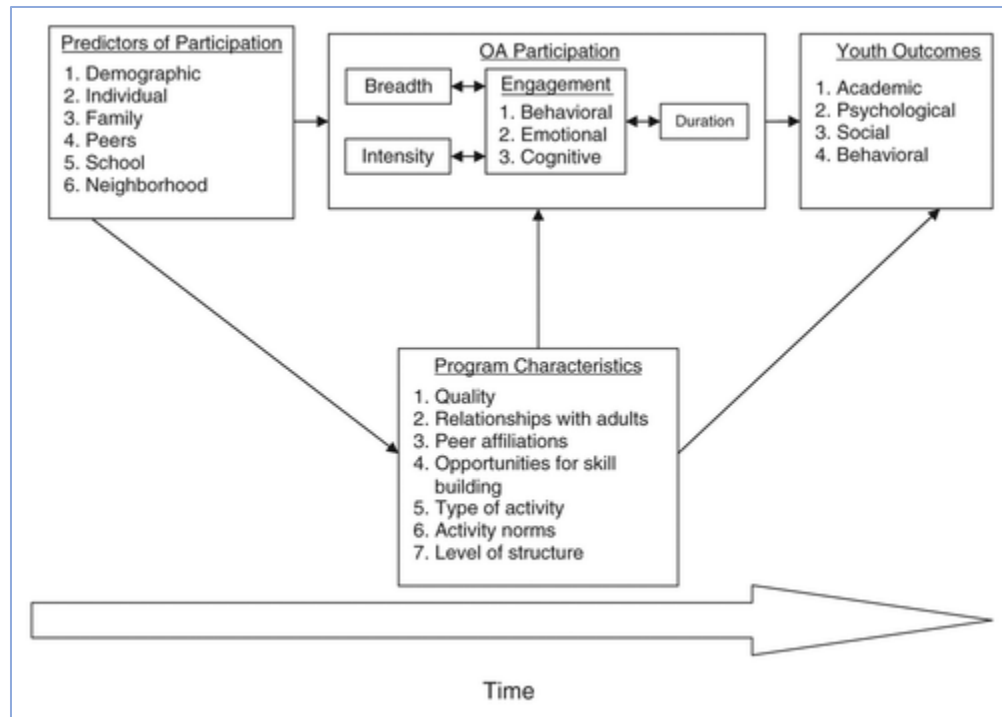 Predictors of Participation
1. Demographic
2. Individual
3. Family
4. Peers
5. School
6. Neighborhood
OA Participation
Breadth
Intensity
Engagement
1. Behavioral
2. Emotional
3. Cognitive
Duration
Youth Outcomes
1. Academic
2. Psychological
3. Social
4. Behavioral
Program Characteristics
1. Quality
2. Relationships with adults
3. Peer affiliations
4. Opportunities for skill
building
5. Type of activity
6. Activity norms
7. Level of structure
Time